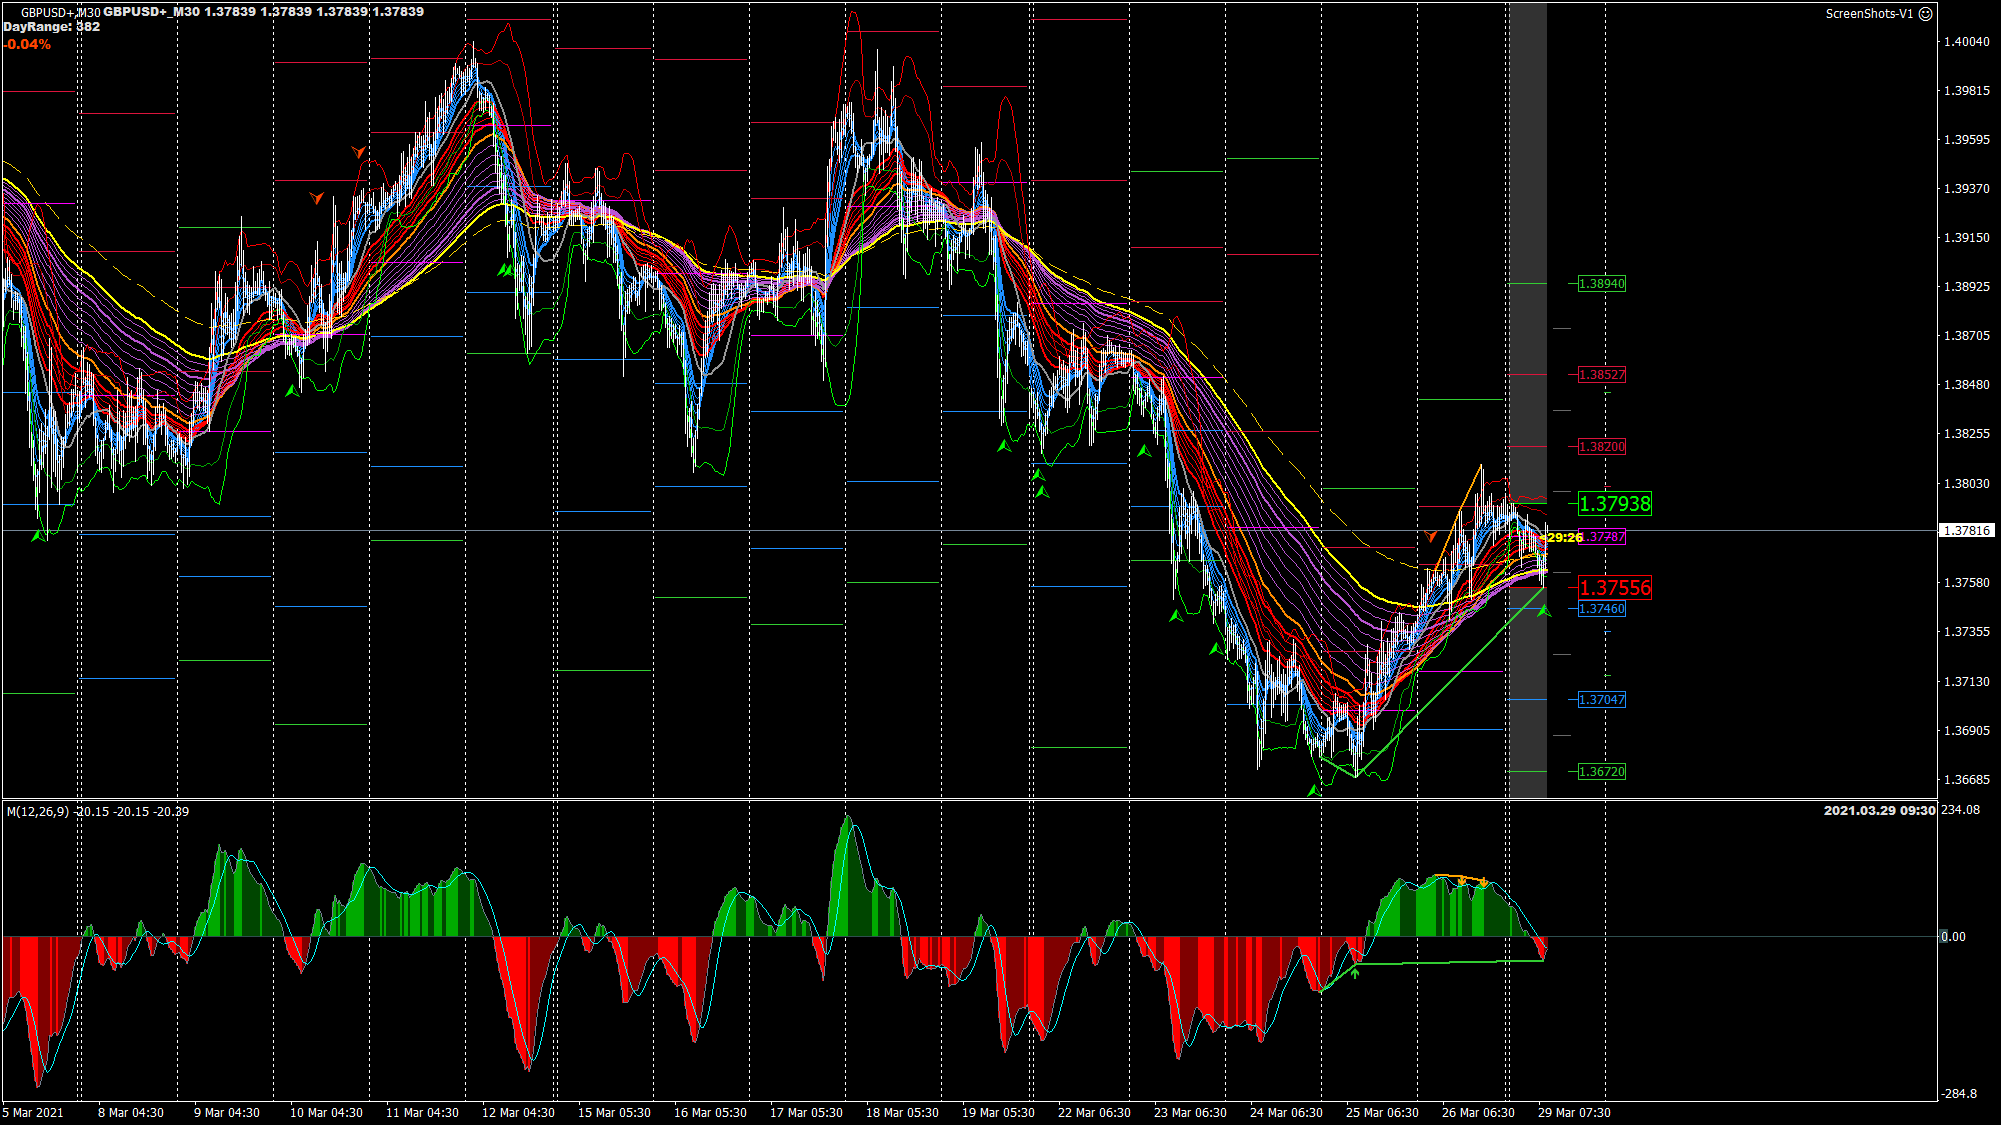 GBPUSD+,M30 GBPUSD+_M30 1.37839 1.37839 1.37839 1.37839
DayRange: 382
-0.04%
ScreenShots-V1
1.40040
1.39815
1.39595
1.39370
1.39150
1.38925
1.38705
1.38480
1.38255
1.38030
1.37816
1.37580
1.37355
1.37130
1.36905
1.36685
1.38940
1.38527
1.38200
1.37938
29:26
1.37787
1.37556
1.37460
1.37047
1.36720
M(12,26,9) -20.15 -20.15 -20.39
2021.03.29 09:30
234.08
0.00
-284.8
5 Mar 2021
8 Mar 04:30
9 Mar 04:30
10 Mar 04:30
11 Mar 04:30
12 Mar 04:30
15 Mar 05:30
16 Mar 05:30
17 Mar 05:30
18 Mar 05:30
19 Mar 05:30
22 Mar 06:30
23 Mar 06:30
24 Mar 06:30
25 Mar 06:30
26 Mar 06:30
29 Mar 07:30